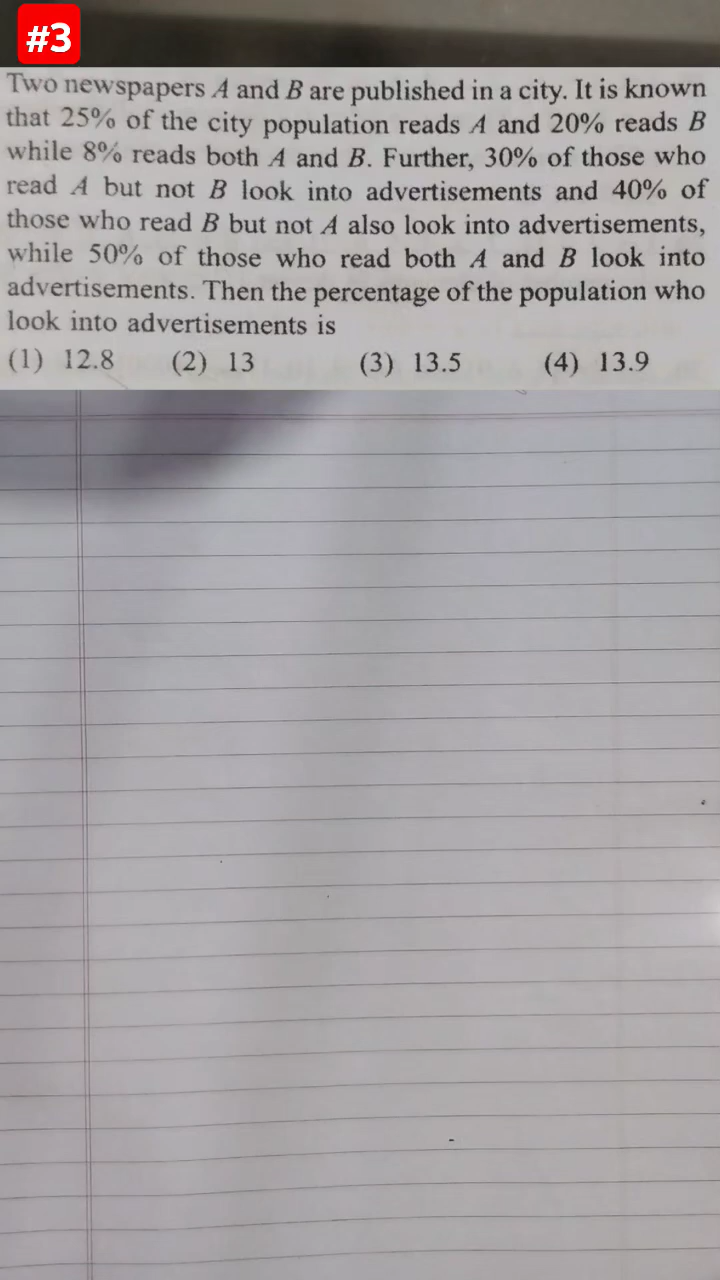 #3
Two newspapers A and B are published in a city. It is known
that 25% of the city population reads A and 20% reads B
while 8% reads both A and B. Further, 30% of those who
read A but not B look into advertisements and 40% of
those who read B but not A also look into advertisements,
while 50% of those who read both A and B look into
advertisements. Then the percentage of the population who
look into advertisements is
(1) 12.8 (2) 13 (3) 13.5 (4) 13.9